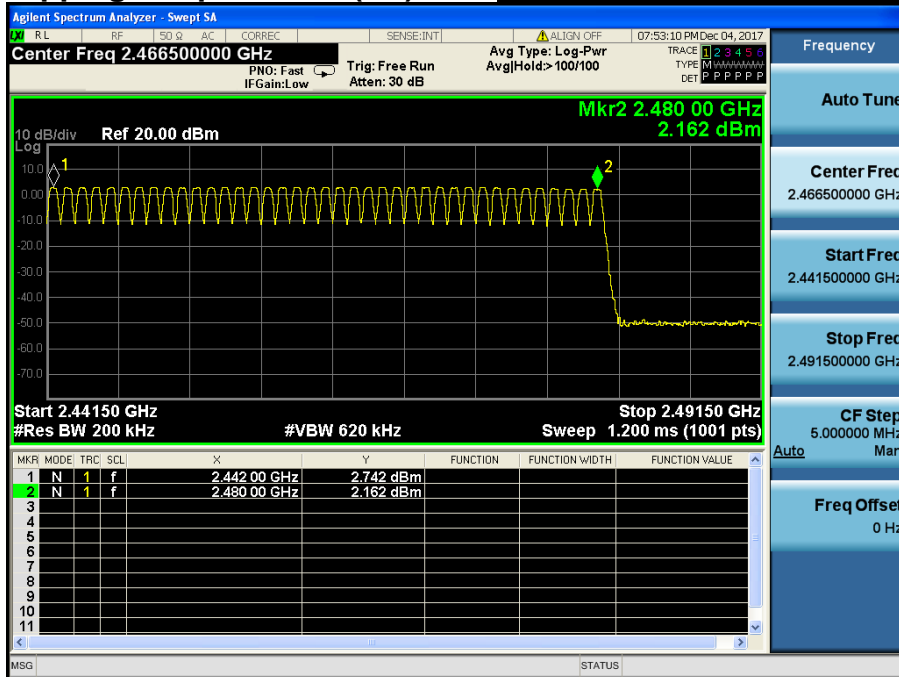 Agilent Spectrum Analyzer - Swept SA
LXI RL RF 50 Ω AC CORREC SENSE:INT ALIGN OFF 07:53:10 PM Dec 04, 2017
Center Freq 2.466500000 GHz
PNO: Fast
IFGain:Low
Trig: Free Run
Atten: 30 dB
Avg Type: Log-Pwr
Avg|Hold:>100/100
TRACE 1 2 3 4 5 6
TYPE M WWWWW
DET P P P P P P
Mkr2 2.480 00 GHz
2.162 dBm
10 dB/div Ref 20.00 dBm
Log
1
2
10.0
0.00
-10.0
-20.0
-30.0
-40.0
-50.0
-60.0
-70.0
Start 2.44150 GHz Stop 2.49150 GHz
#Res BW 200 kHz #VBW 620 kHz Sweep 1.200 ms (1001 pts)
MKR MODE TRC SCL X Y FUNCTION FUNCTION WIDTH FUNCTION VALUE
1 N 1 f 2.442 00 GHz 2.742 dBm
2 N 1 f 2.480 00 GHz 2.162 dBm
3
4
5
6
7
8
9
10
11
MSG STATUS
Frequency
Auto Tune
Center Freq
2.466500000 GHz
Start Freq
2.441500000 GHz
Stop Freq
2.491500000 GHz
CF Step
5.000000 MHz
Auto Man
Freq Offset
0 Hz